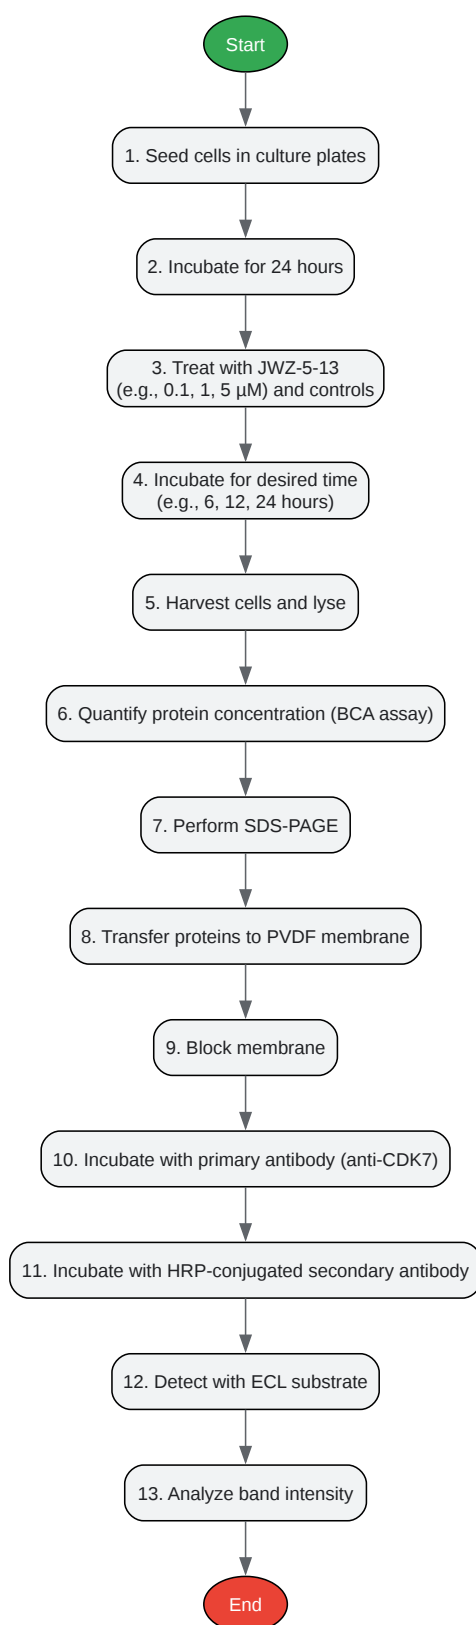 Start
1. Seed cells in culture plates
2. Incubate for 24 hours
3. Treat with JWZ-5-13
(e.g., 0.1, 1, 5 µM) and controls
4. Incubate for desired time
(e.g., 6, 12, 24 hours)
5. Harvest cells and lyse
6. Quantify protein concentration (BCA assay)
7. Perform SDS-PAGE
8. Transfer proteins to PVDF membrane
9. Block membrane
10. Incubate with primary antibody (anti-CDK7)
11. Incubate with HRP-conjugated secondary antibody
12. Detect with ECL substrate
13. Analyze band intensity
End